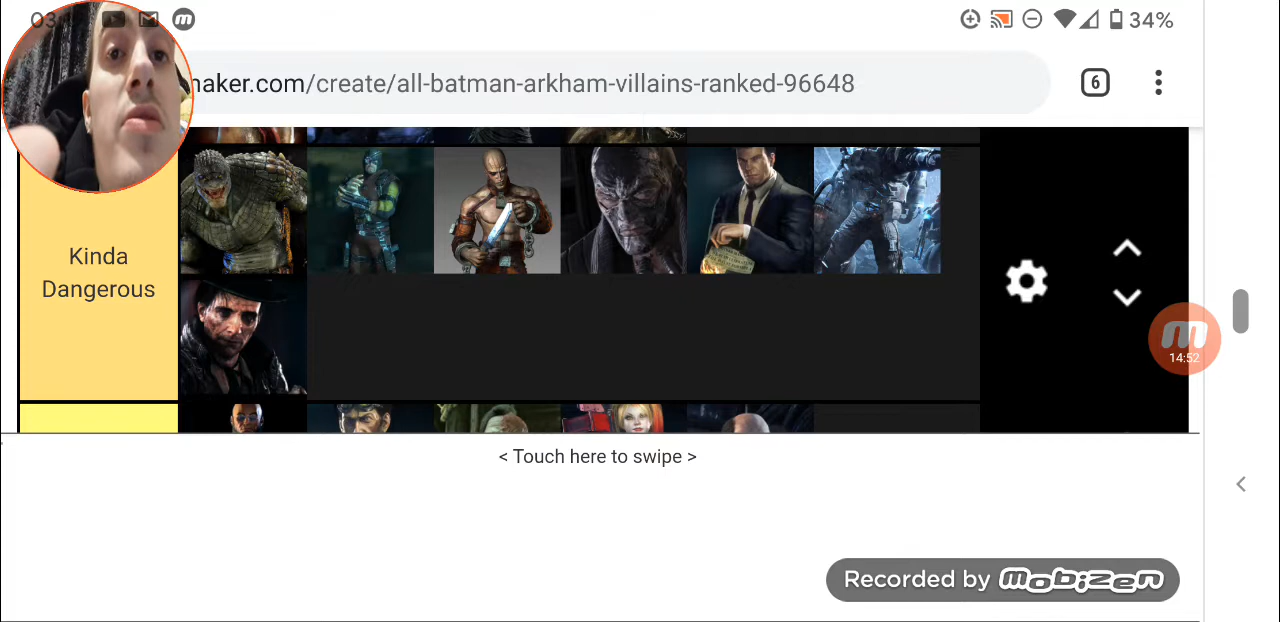 34%
maker.com/create/all-batman-arkham-villains-ranked-96648
6
Kinda
Dangerous
14:52
< Touch here to swipe >
Recorded by mobizen